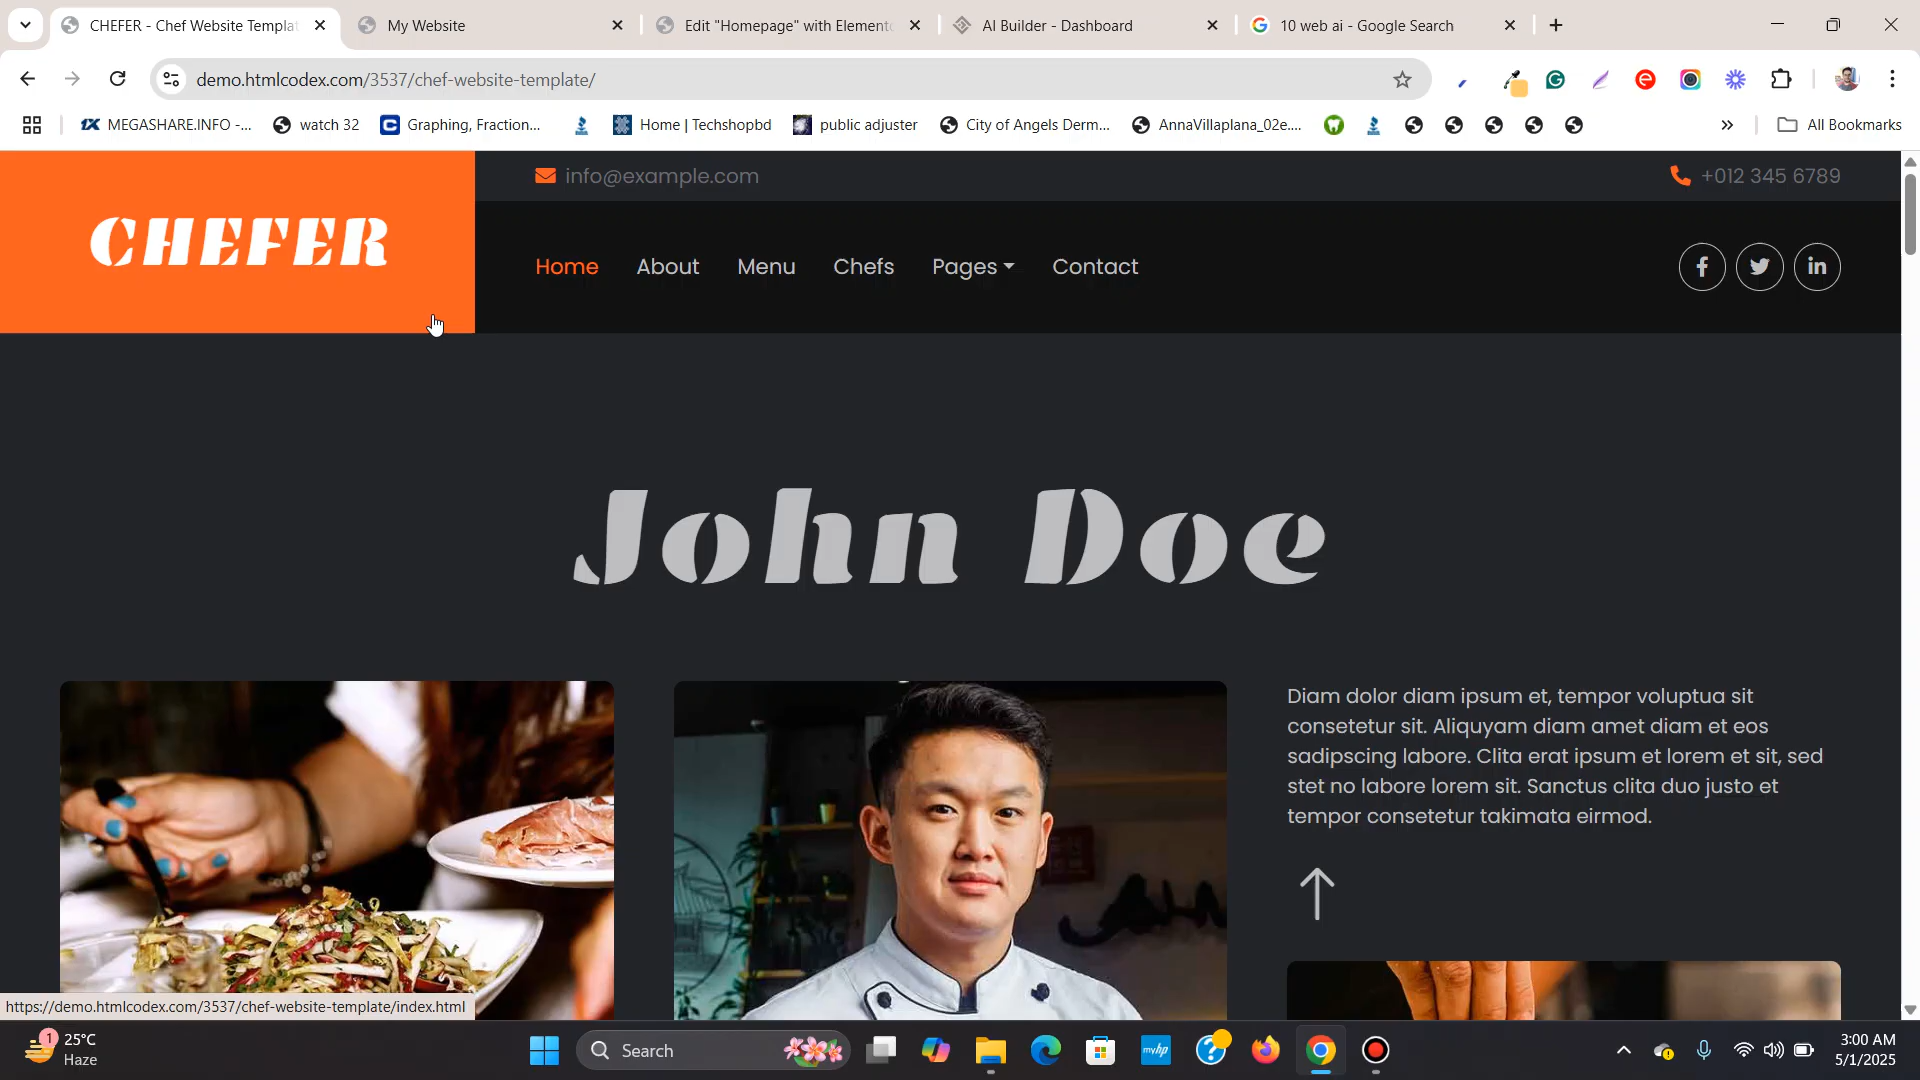 CHEFER - Chef Website Templat
My Website
Edit "Homepage" with Elemento
AI Builder - Dashboard
10 web ai - Google Search
demo.htmlcodex.com/3537/chef-website-template/
MEGASHARE.INFO -...
watch 32
Graphing, Fraction...
Home | Techshopbd
public adjuster
City of Angels Derm...
AnnaVillaplana_02e....
All Bookmarks
info@example.com
+012 345 6789
CHEFER
Home
About
Menu
Chefs
Pages
Contact
John Doe
Diam dolor diam ipsum et, tempor voluptua sit
consetetur sit. Aliquyam diam amet diam et eos
sadipscing labore. Clita erat ipsum et lorem et sit, sed
stet no labore lorem sit. Sanctus clita duo justo et
tempor consetetur takimata eirmod.
https://demo.htmlcodex.com/3537/chef-website-template/index.html
1
25°C
Haze
Search
myhp
3:00 AM
5/1/2025